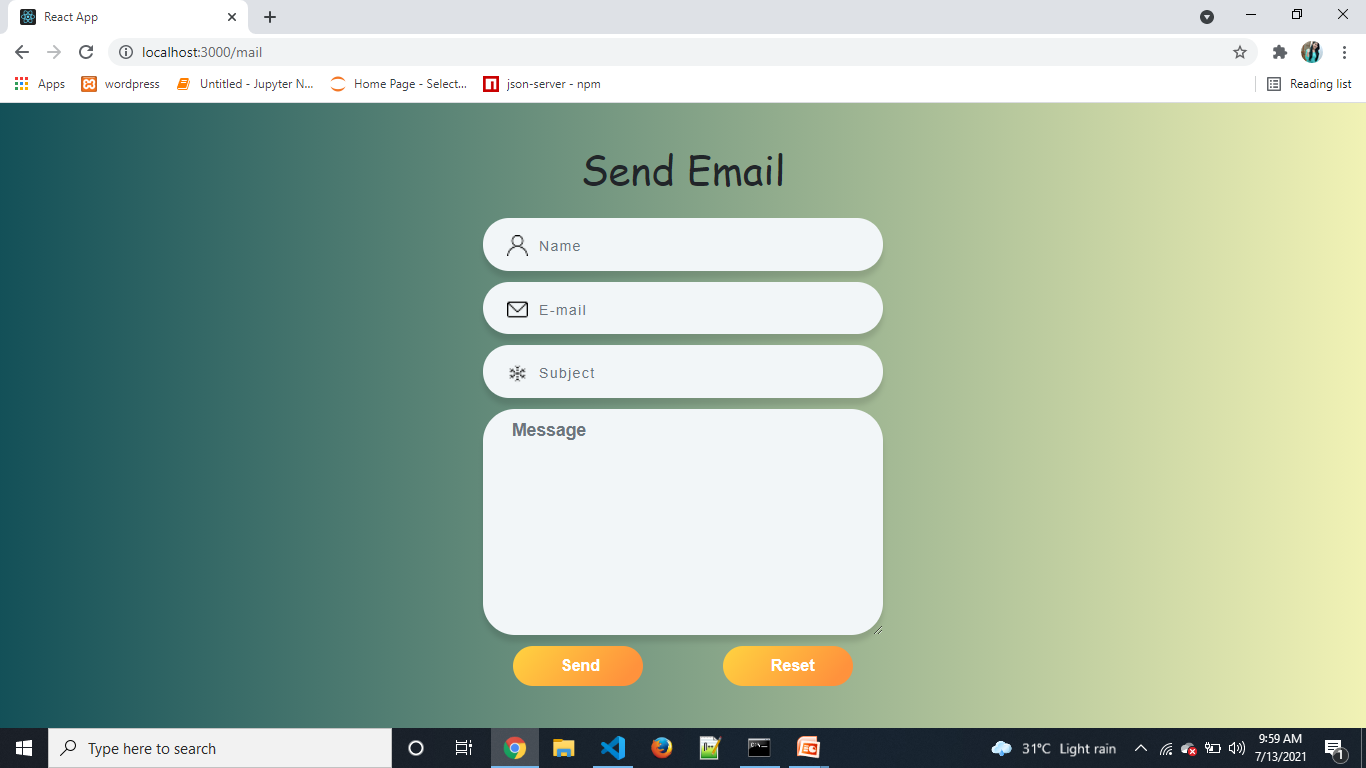 React App
localhost:3000/mail
Apps wordpress Untitled - Jupyter N... Home Page - Select... json-server - npm Reading list
Send Email
Name
E-mail
Subject
Message
Send Reset
Type here to search
31°C Light rain
9:59 AM
7/13/2021
1